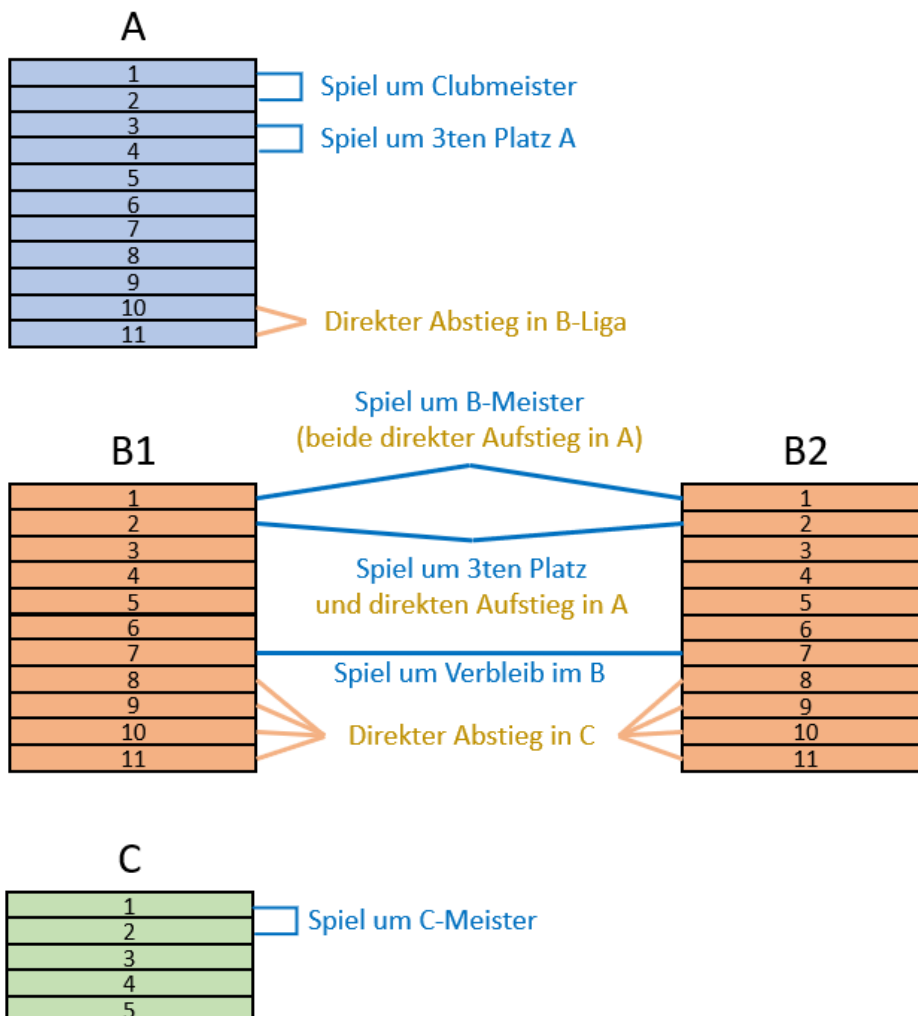 A
1
2
3
4
5
6
7
8
9
10
11
Spiel um Clubmeister
Spiel um 3ten Platz A
Direkter Abstieg in B-Liga
Spiel um B-Meister
(beide direkter Aufstieg in A)
B1
1
2
3
4
5
6
7
8
9
10
11
Spiel um 3ten Platz
und direkten Aufstieg in A
Spiel um Verbleib im B
Direkter Abstieg in C
B2
1
2
3
4
5
6
7
8
9
10
11
C
1
2
3
4
5
Spiel um C-Meister